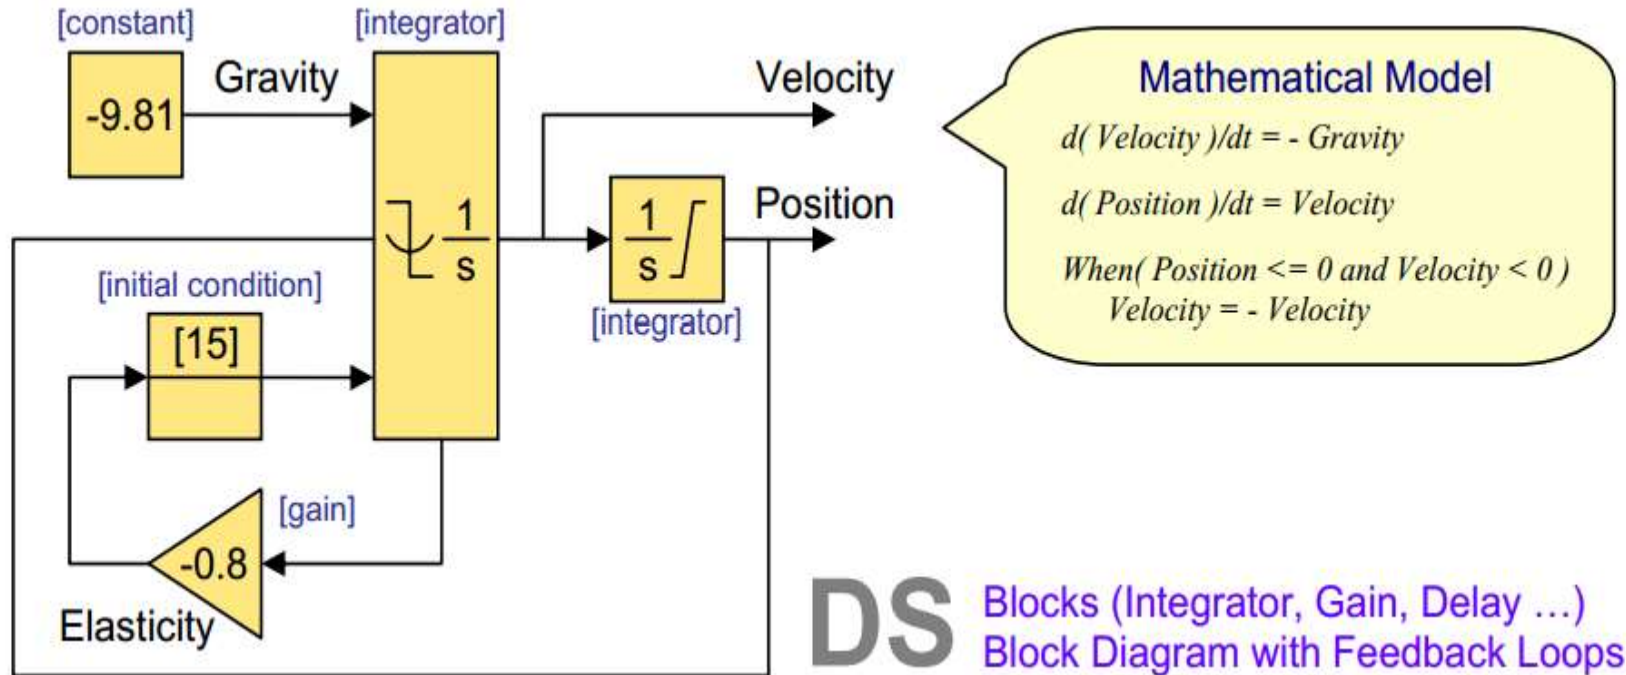 [constant]
-9.81
Gravity
[integrator]
1
s
Velocity
Position
1
s
[integrator]
[initial condition]
[15]
[gain]
-0.8
Elasticity
Mathematical Model
d( Velocity )/dt = - Gravity
d( Position )/dt = Velocity
When( Position <= 0 and Velocity < 0 )
Velocity = - Velocity
DS
Blocks (Integrator, Gain, Delay …)
Block Diagram with Feedback Loops